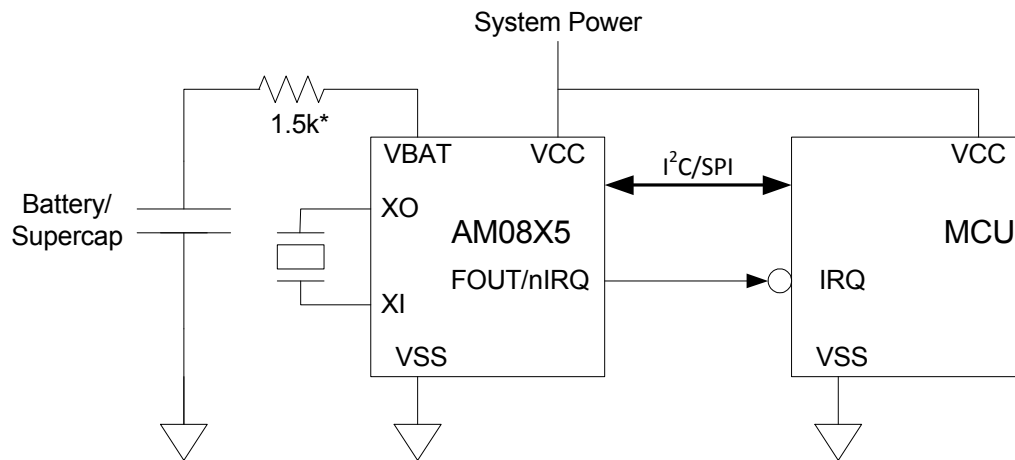 System Power
1.5k*
VBAT
VCC
VCC
I²C/SPI
XO
Battery/
Supercap
AM08X5
MCU
FOUT/nIRQ
IRQ
XI
VSS
VSS